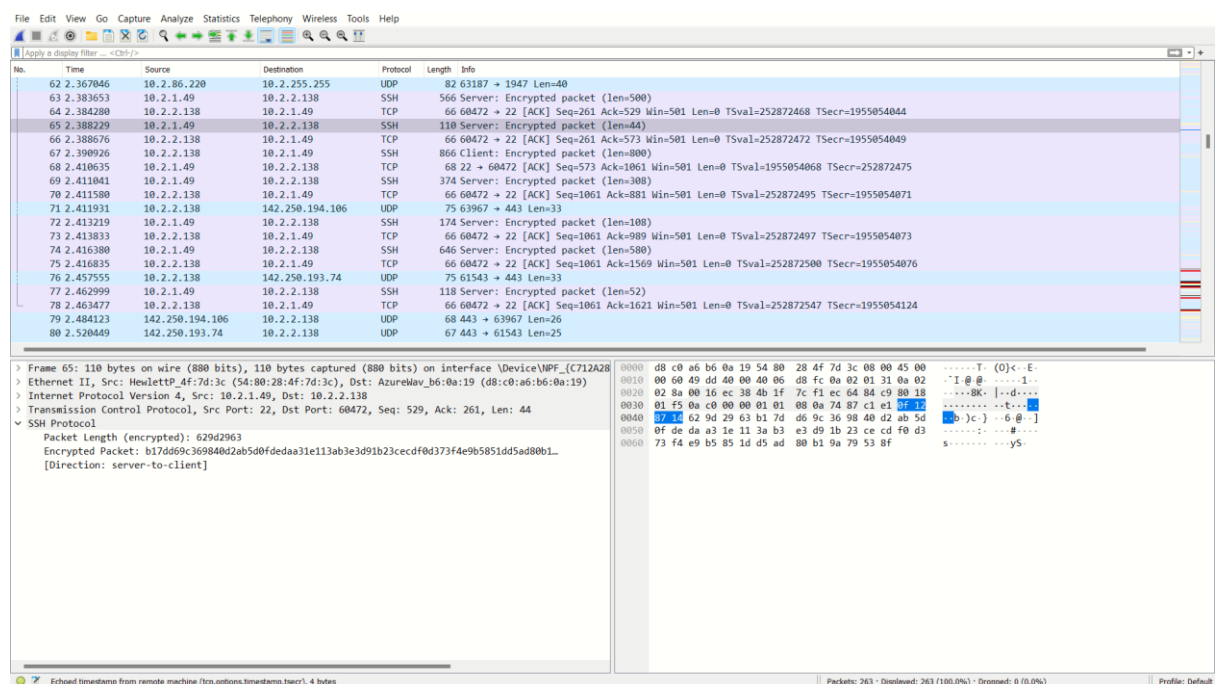 File Edit View Go Capture Analyze Statistics Telephony Wireless Tools Help
Apply a display filter ... <Ctrl-/>
No. Time Source Destination Protocol Length Info
62 2.367046 10.2.86.220 10.2.255.255 UDP 82 63187 → 1947 Len=40
63 2.383653 10.2.1.49 10.2.2.138 SSH 566 Server: Encrypted packet (len=500)
64 2.384280 10.2.2.138 10.2.1.49 TCP 66 60472 → 22 [ACK] Seq=261 Ack=529 Win=501 Len=0 TSval=252872468 TSecr=1955054044
65 2.388229 10.2.1.49 10.2.2.138 SSH 110 Server: Encrypted packet (len=44)
66 2.388676 10.2.2.138 10.2.1.49 TCP 66 60472 → 22 [ACK] Seq=261 Ack=573 Win=501 Len=0 TSval=252872472 TSecr=1955054049
67 2.390926 10.2.2.138 10.2.1.49 SSH 866 Client: Encrypted packet (len=800)
68 2.410635 10.2.1.49 10.2.2.138 TCP 68 22 → 60472 [ACK] Seq=573 Ack=1061 Win=501 Len=0 TSval=1955054068 TSecr=252872475
69 2.411041 10.2.1.49 10.2.2.138 SSH 374 Server: Encrypted packet (len=308)
70 2.411580 10.2.2.138 10.2.1.49 TCP 66 60472 → 22 [ACK] Seq=1061 Ack=881 Win=501 Len=0 TSval=252872495 TSecr=1955054071
71 2.411931 10.2.2.138 142.250.194.106 UDP 75 63967 → 443 Len=33
72 2.413219 10.2.1.49 10.2.2.138 SSH 174 Server: Encrypted packet (len=108)
73 2.413833 10.2.2.138 10.2.1.49 TCP 66 60472 → 22 [ACK] Seq=1061 Ack=989 Win=501 Len=0 TSval=252872497 TSecr=1955054073
74 2.416380 10.2.1.49 10.2.2.138 SSH 646 Server: Encrypted packet (len=580)
75 2.416835 10.2.2.138 10.2.1.49 TCP 66 60472 → 22 [ACK] Seq=1061 Ack=1569 Win=501 Len=0 TSval=252872500 TSecr=1955054076
76 2.457555 10.2.2.138 142.250.193.74 UDP 75 61543 → 443 Len=33
77 2.462999 10.2.1.49 10.2.2.138 SSH 118 Server: Encrypted packet (len=52)
78 2.463477 10.2.2.138 10.2.1.49 TCP 66 60472 → 22 [ACK] Seq=1061 Ack=1621 Win=501 Len=0 TSval=252872547 TSecr=1955054124
79 2.484123 142.250.194.106 10.2.2.138 UDP 68 443 → 63967 Len=26
80 2.520449 142.250.193.74 10.2.2.138 UDP 67 443 → 61543 Len=25
> Frame 65: 110 bytes on wire (880 bits), 110 bytes captured (880 bits) on interface \Device\NPF_{C712A28
> Ethernet II, Src: HewlettP_4f:7d:3c (54:80:28:4f:7d:3c), Dst: AzureWav_b6:0a:19 (d8:c0:a6:b6:0a:19)
> Internet Protocol Version 4, Src: 10.2.1.49, Dst: 10.2.2.138
> Transmission Control Protocol, Src Port: 22, Dst Port: 60472, Seq: 529, Ack: 261, Len: 44
SSH Protocol
Packet Length (encrypted): 629d2963
Encrypted Packet: b17dd69c369840d2ab5d0fdedaa31e113ab3e3d91b23cecdf0d373f4e9b5851dd5ad80b1…
[Direction: server-to-client]
0000 d8 c0 a6 b6 0a 19 54 80 28 4f 7d 3c 08 00 45 00 ······T· (O}<··E·
0010 00 60 49 dd 40 00 40 06 d8 fc 0a 02 01 31 0a 02 ·`I·@·@· ·····1··
0020 02 8a 00 16 ec 38 4b 1f 7c f1 ec 64 84 c9 80 18 ·····8K· |··d····
0030 01 f5 0a c0 00 00 01 01 08 0a 74 87 c1 e1 0f 12 ········ ··t·····
0040 87 14 62 9d 29 63 b1 7d d6 9c 36 98 40 d2 ab 5d ··b·)c·} ··6·@··]
0050 0f de da a3 1e 11 3a b3 e3 d9 1b 23 ce cd f0 d3 ······:· ···#····
0060 73 f4 e9 b5 85 1d d5 ad 80 b1 9a 79 53 8f s······· ···yS·
Echoed timestamp from remote machine (tcp.options.timestamp.tsecr), 4 bytes
Packets: 263 · Displayed: 263 (100.0%) · Dropped: 0 (0.0%)
Profile: Default